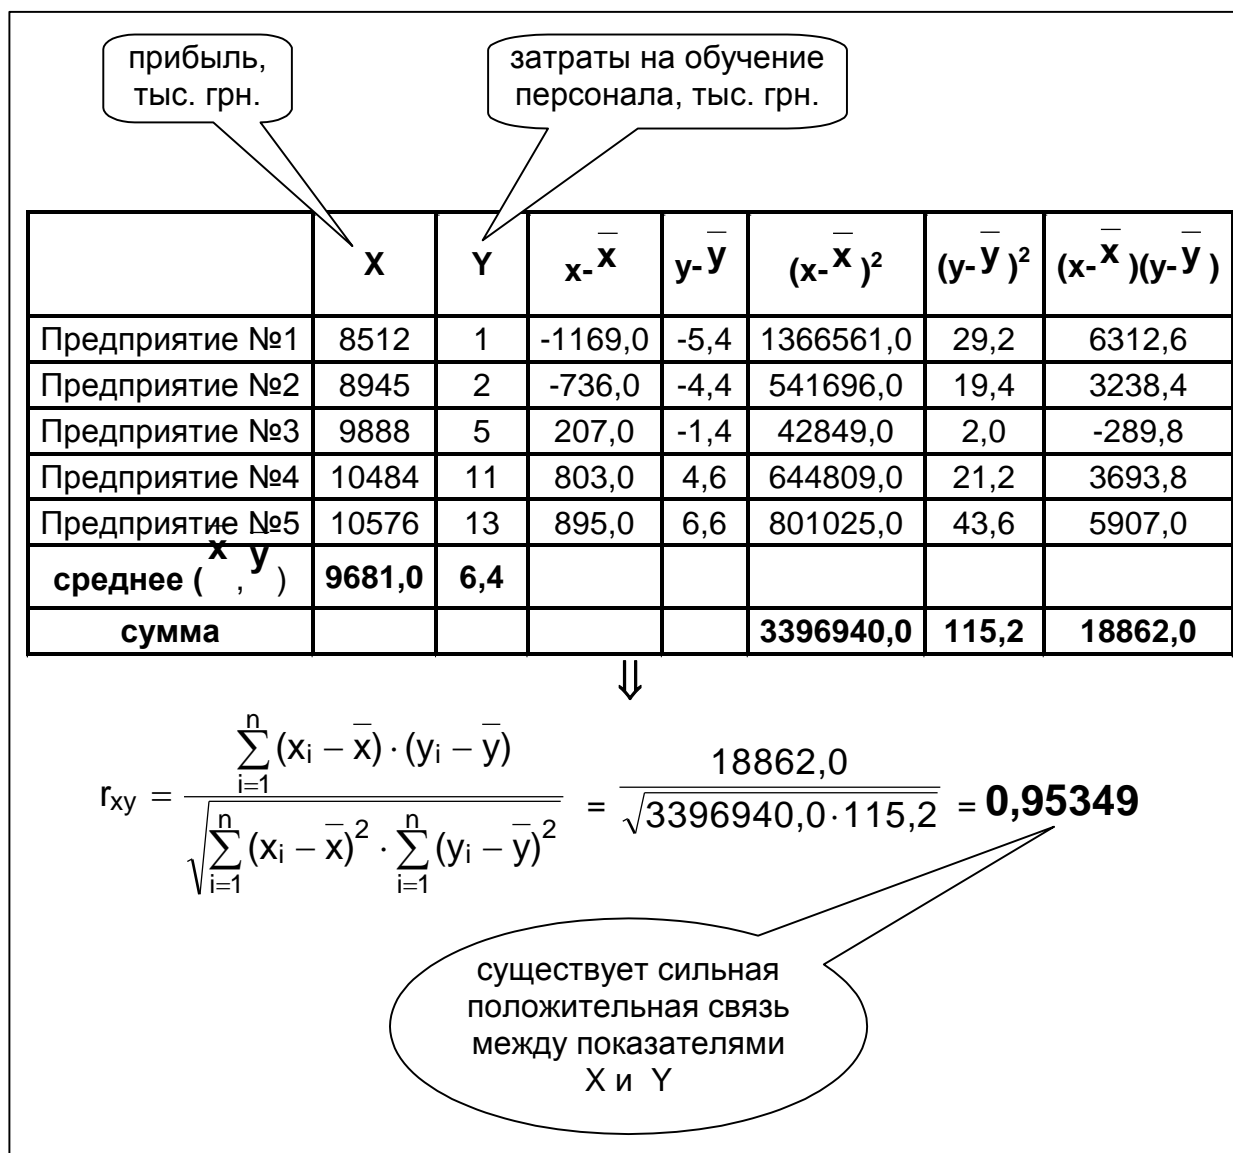 прибыль,
тыс. грн.
затраты на обучение
персонала, тыс. грн.
X Y x-x̅ y-y̅ (x-x̅)² (y-y̅)² (x-x̅)(y-y̅)
Предприятие №1 8512 1 -1169,0 -5,4 1366561,0 29,2 6312,6
Предприятие №2 8945 2 -736,0 -4,4 541696,0 19,4 3238,4
Предприятие №3 9888 5 207,0 -1,4 42849,0 2,0 -289,8
Предприятие №4 10484 11 803,0 4,6 644809,0 21,2 3693,8
Предприятие №5 10576 13 895,0 6,6 801025,0 43,6 5907,0
среднее (x̅, y̅) 9681,0 6,4
сумма 3396940,0 115,2 18862,0
⇓
r_xy = ∑_{i=1}^{n}(x_i − x̅)·(y_i − y̅) / √(∑_{i=1}^{n}(x_i − x̅)² · ∑_{i=1}^{n}(y_i − y̅)²) = 18862,0 / √(3396940,0·115,2) = 0,95349
существует сильная
положительная связь
между показателями
X и Y